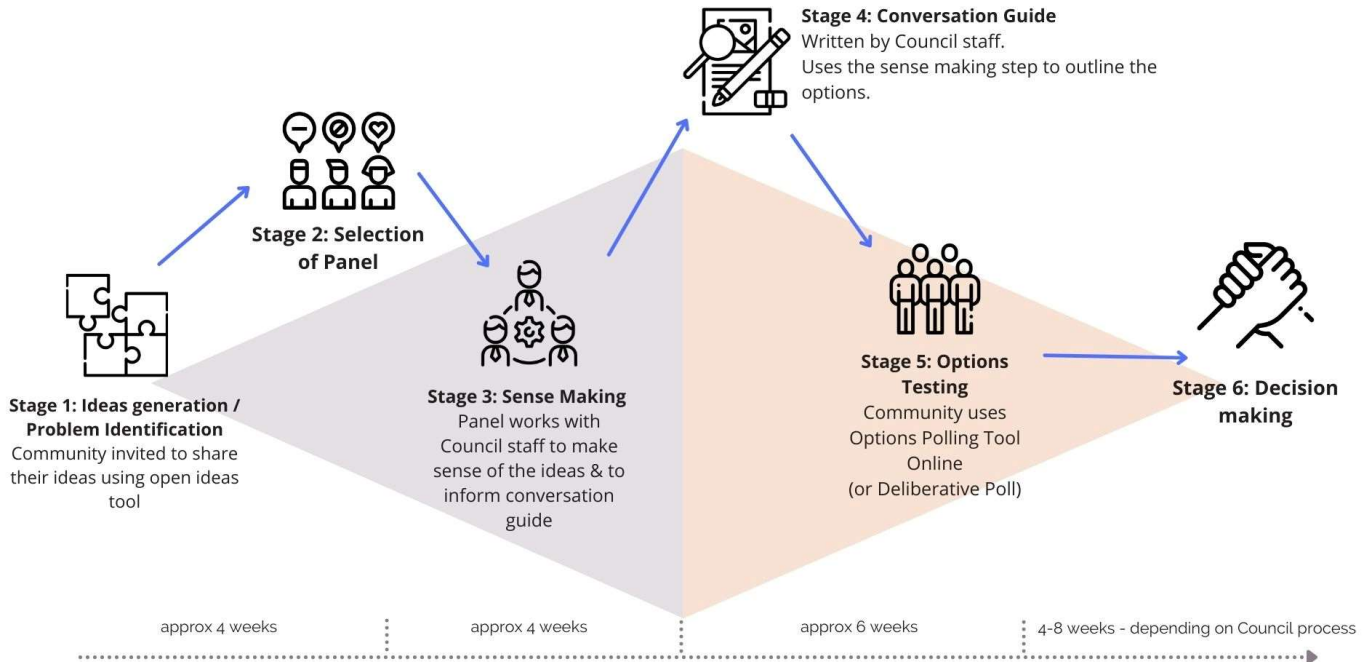 Stage 4: Conversation Guide
Written by Council staff.
Uses the sense making step to outline the
options.
Stage 2: Selection
of Panel
Stage 1: Ideas generation /
Problem Identification
Community invited to share
their ideas using open ideas
tool
Stage 3: Sense Making
Panel works with
Council staff to make
sense of the ideas & to
inform conversation
guide
Stage 5: Options
Testing
Community uses
Options Polling Tool
Online
(or Deliberative Poll)
Stage 6: Decision
making
approx 4 weeks
approx 4 weeks
approx 6 weeks
4-8 weeks - depending on Council process